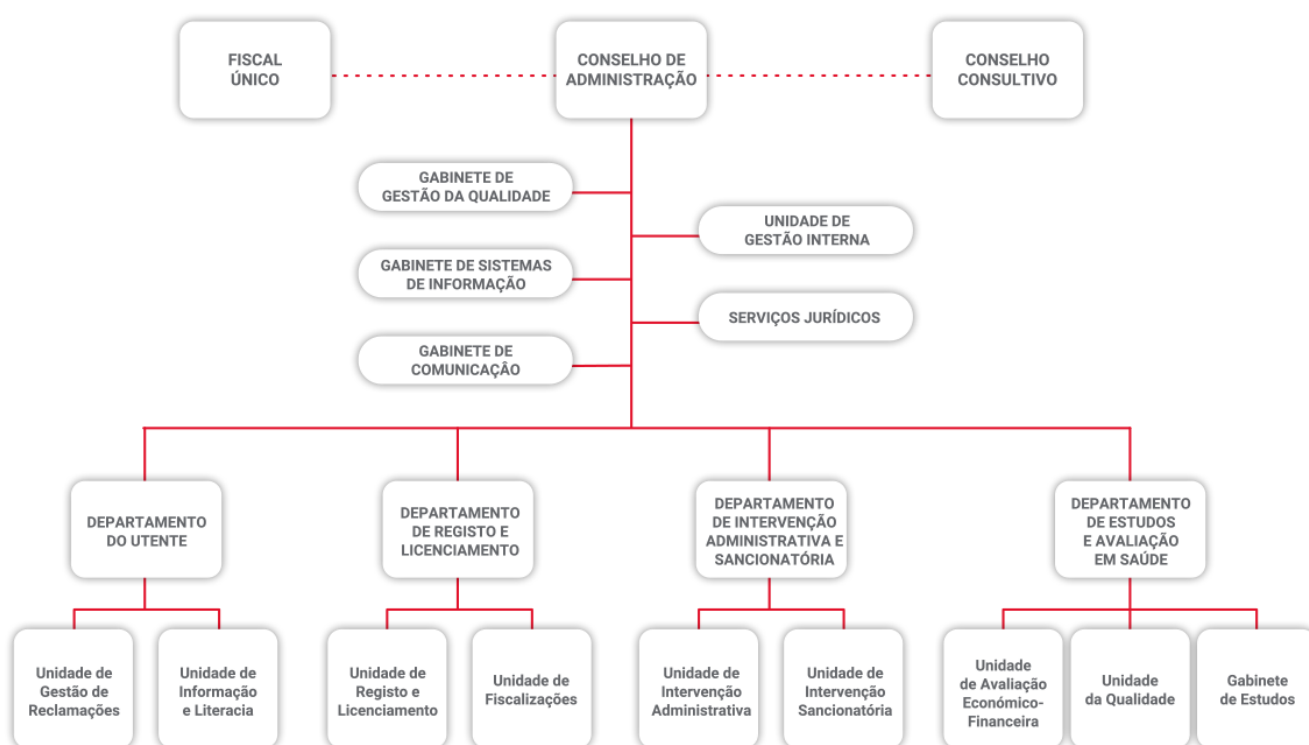 FISCAL
ÚNICO
CONSELHO DE
ADMINISTRAÇÃO
CONSELHO
CONSULTIVO
GABINETE DE
GESTÃO DA QUALIDADE
UNIDADE DE
GESTÃO INTERNA
GABINETE DE SISTEMAS
DE INFORMAÇÃO
SERVIÇOS JURÍDICOS
GABINETE DE
COMUNICAÇÃO
DEPARTAMENTO
DO UTENTE
DEPARTAMENTO
DE REGISTO E
LICENCIAMENTO
DEPARTAMENTO
DE INTERVENÇÃO
ADMINISTRATIVA E
SANCIONATÓRIA
DEPARTAMENTO
DE ESTUDOS
E AVALIAÇÃO
EM SAÚDE
Unidade de
Gestão de
Reclamações
Unidade de
Informação
e Literacia
Unidade de
Registo e
Licenciamento
Unidade de
Fiscalizações
Unidade de
Intervenção
Administrativa
Unidade de
Intervenção
Sancionatória
Unidade
de Avaliação
Económico-
Financeira
Unidade
da Qualidade
Gabinete
de Estudos